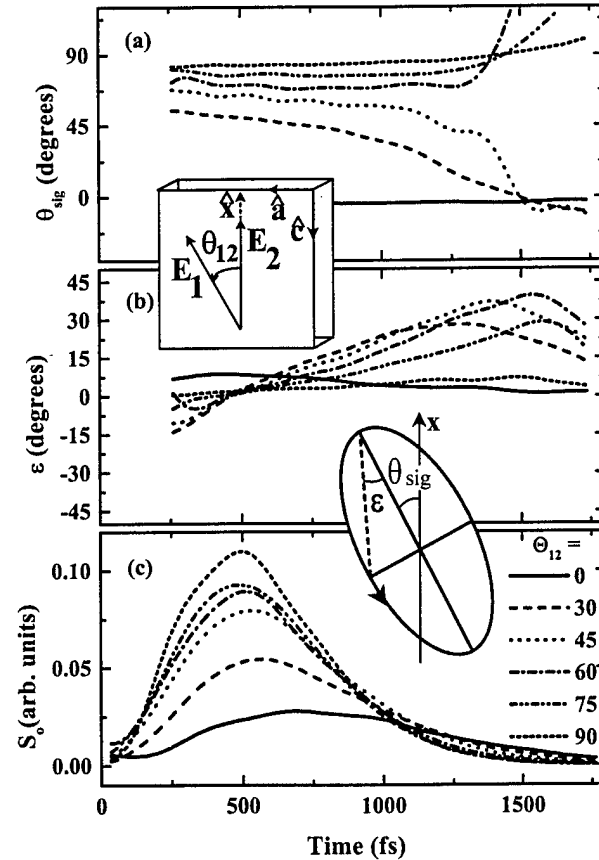 (a)
90
45
0
θsig (degrees)
x̂
â
ĉ
θ12
E1
E2
(b)
45
30
15
0
-15
-30
-45
ε (degrees)
x
θsig
ε
(c)
Θ12 =
0
30
45
60
75
90
0.10
0.05
0.00
So(arb. units)
0
500
1000
1500
Time (fs)